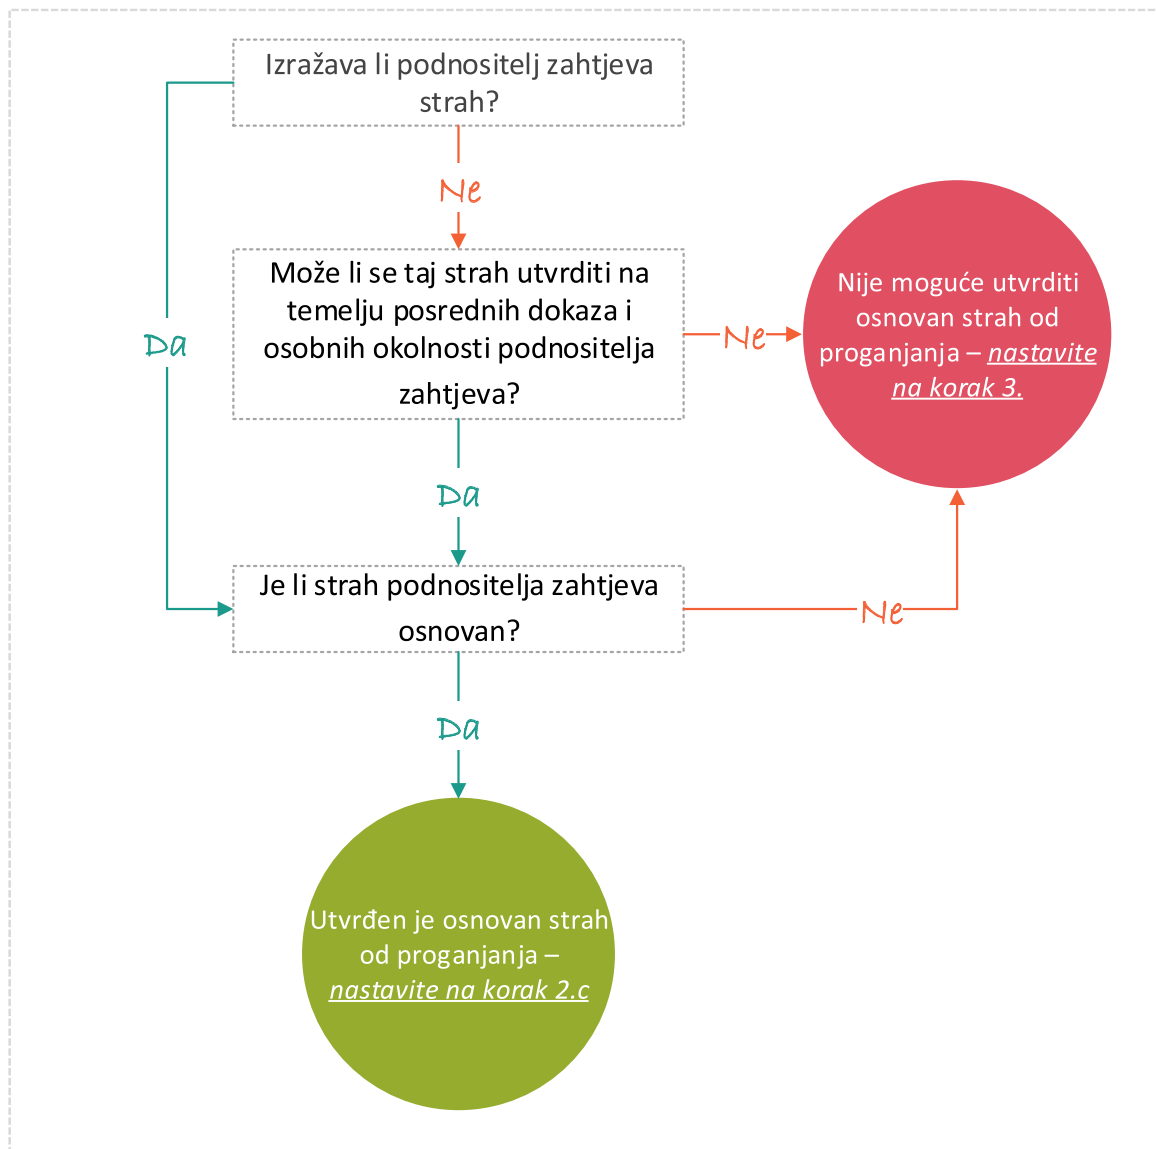 Izražava li podnositelj zahtjeva
strah?
Ne
Da
Može li se taj strah utvrditi na
temelju posrednih dokaza i
osobnih okolnosti podnositelja
zahtjeva?
Ne
Nije moguće utvrditi
osnovan strah od
proganjanja – nastavite
na korak 3.
Da
Je li strah podnositelja zahtjeva
osnovan?
Ne
Da
Utvrđen je osnovan strah
od proganjanja –
nastavite na korak 2.c